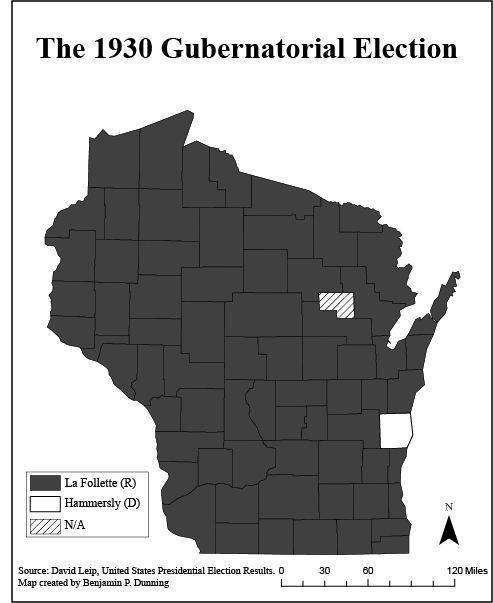 The 1930 Gubernatorial Election
La Follette (R)
Hammersly (D)
N/A
N
Source: David Leip, United States Presidential Election Results.
Map created by Benjamin P. Dunning
0 30 60 120 Miles